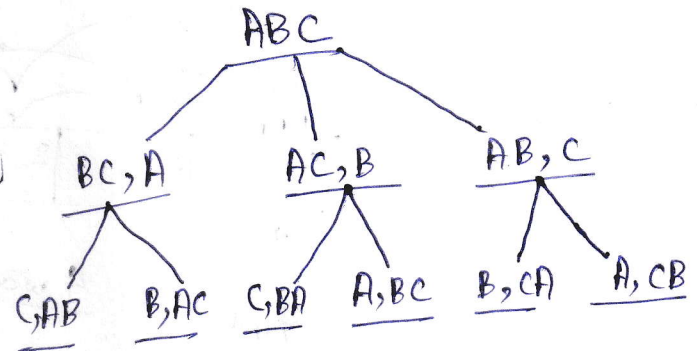 ABC
BC, A AC, B AB, C
C,AB B,AC C,BA A,BC B,CA A,CB